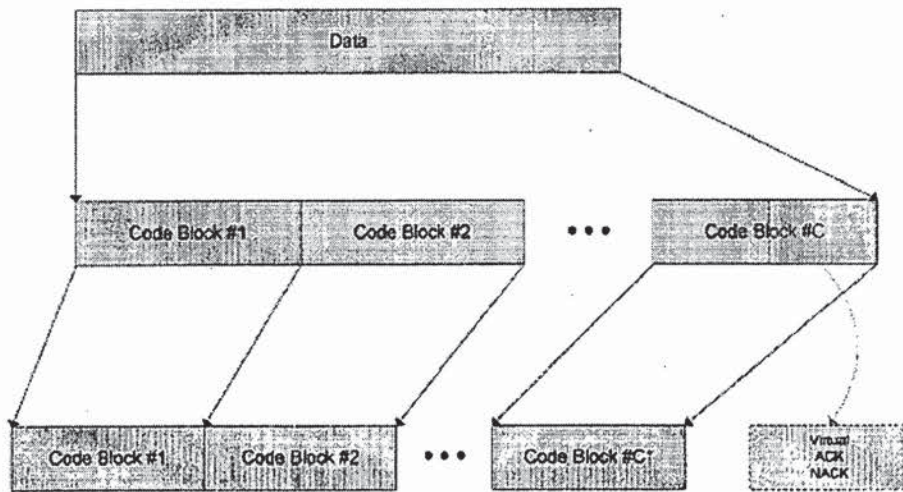 Data
Code Block #1
Code Block #2
• • •
Code Block #C
Code Block #1
Code Block #2
• • •
Code Block #C'
Virtual
ACK
NACK